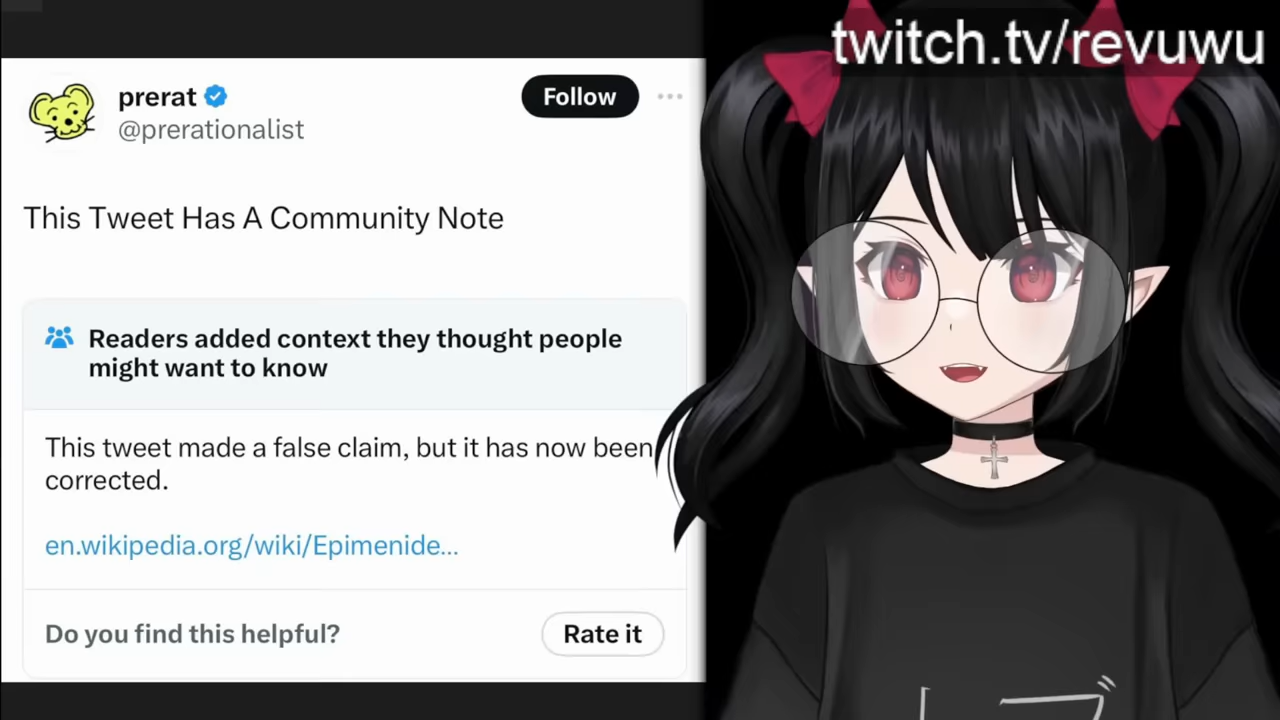 twitch.tv/revuwu
prerat
@prerationalist
Follow
This Tweet Has A Community Note
Readers added context they thought people
might want to know
This tweet made a false claim, but it has now been
corrected.
en.wikipedia.org/wiki/Epimenide...
Do you find this helpful?
Rate it